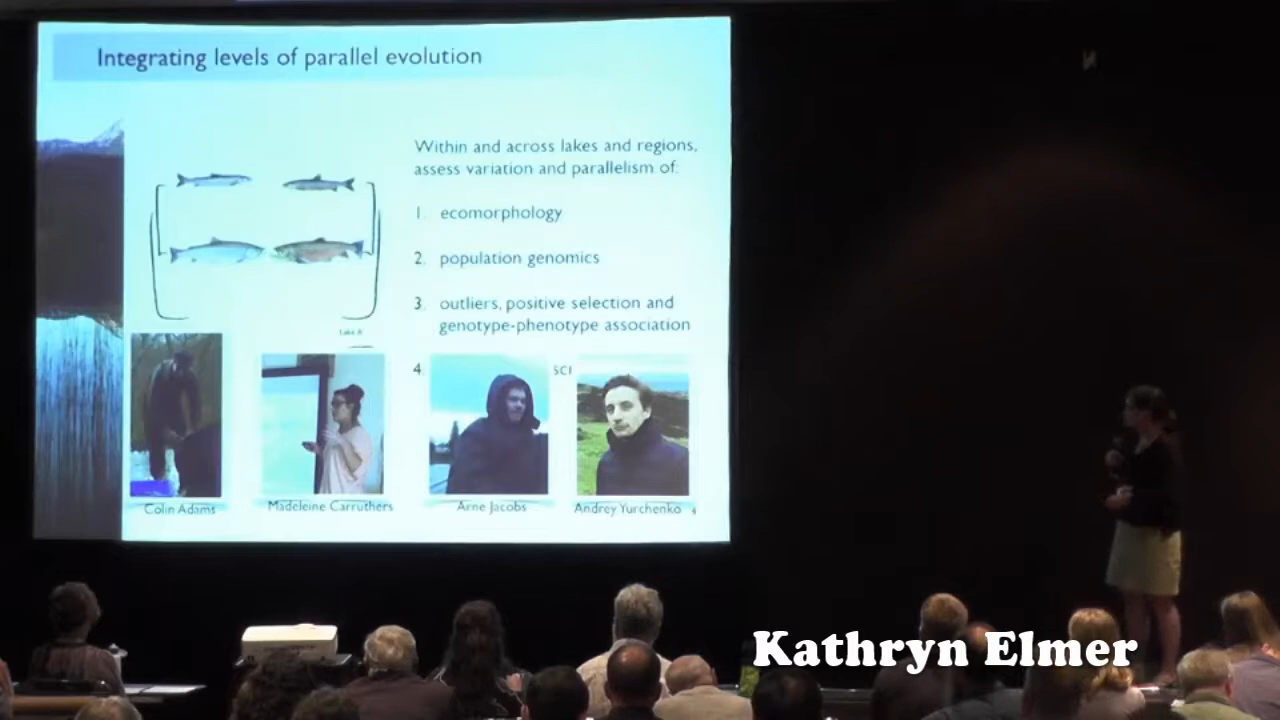 Integrating levels of parallel evolution
Within and across lakes and regions,
assess variation and parallelism of:
1. ecomorphology
2. population genomics
3. outliers, positive selection and
genotype-phenotype association
Lake A
4. sci
Colin Adams
Madeleine Carruthers
Arne Jacobs
Andrey Yurchenko
Kathryn Elmer